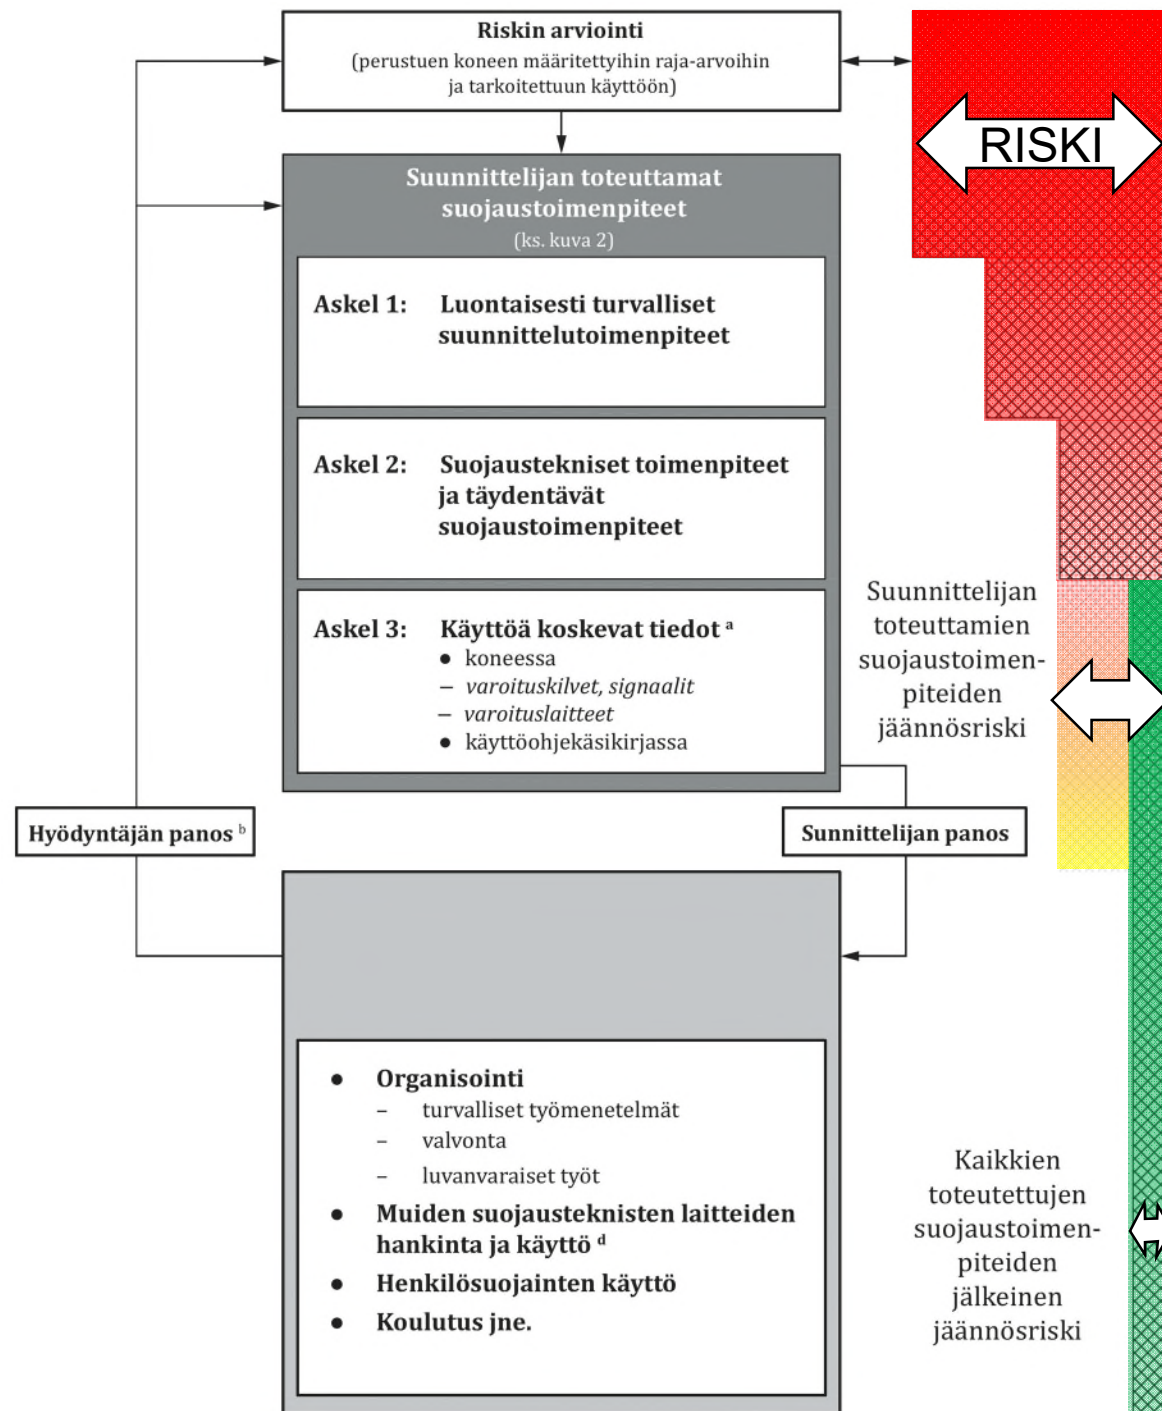 Riskin arviointi
(perustuen koneen määritettyihin raja-arvoihin
ja tarkoitettuun käyttöön)
RISKI
Suunnittelijan toteuttamat
suojaustoimenpiteet
(ks. kuva 2)
Askel 1: Luontaisesti turvalliset
suunnittelutoimenpiteet
Askel 2: Suojaustekniset toimenpiteet
ja täydentävät
suojaustoimenpiteet
Askel 3: Käyttöä koskevat tiedot a
● koneessa
– varoituskilvet, signaalit
– varoituslaitteet
● käyttöohjekäsikirjassa
Suunnittelijan
toteuttamien
suojaustoimen-
piteiden
jäännösriski
Hyödyntäjän panos b
Sunnittelijan panos
● Organisointi
– turvalliset työmenetelmät
– valvonta
– luvanvaraiset työt
● Muiden suojausteknisten laitteiden
hankinta ja käyttö d
● Henkilösuojainten käyttö
● Koulutus jne.
Kaikkien
toteutettujen
suojaustoimen-
piteiden
jälkeinen
jäännösriski